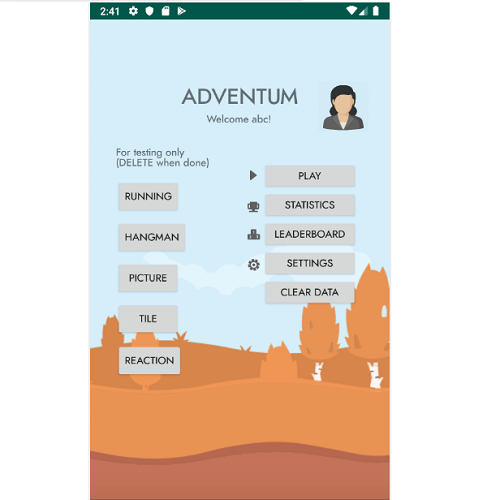 2:41
ADVENTUM
Welcome abc!
For testing only
(DELETE when done)
RUNNING
HANGMAN
PICTURE
TILE
REACTION
PLAY
STATISTICS
LEADERBOARD
SETTINGS
CLEAR DATA